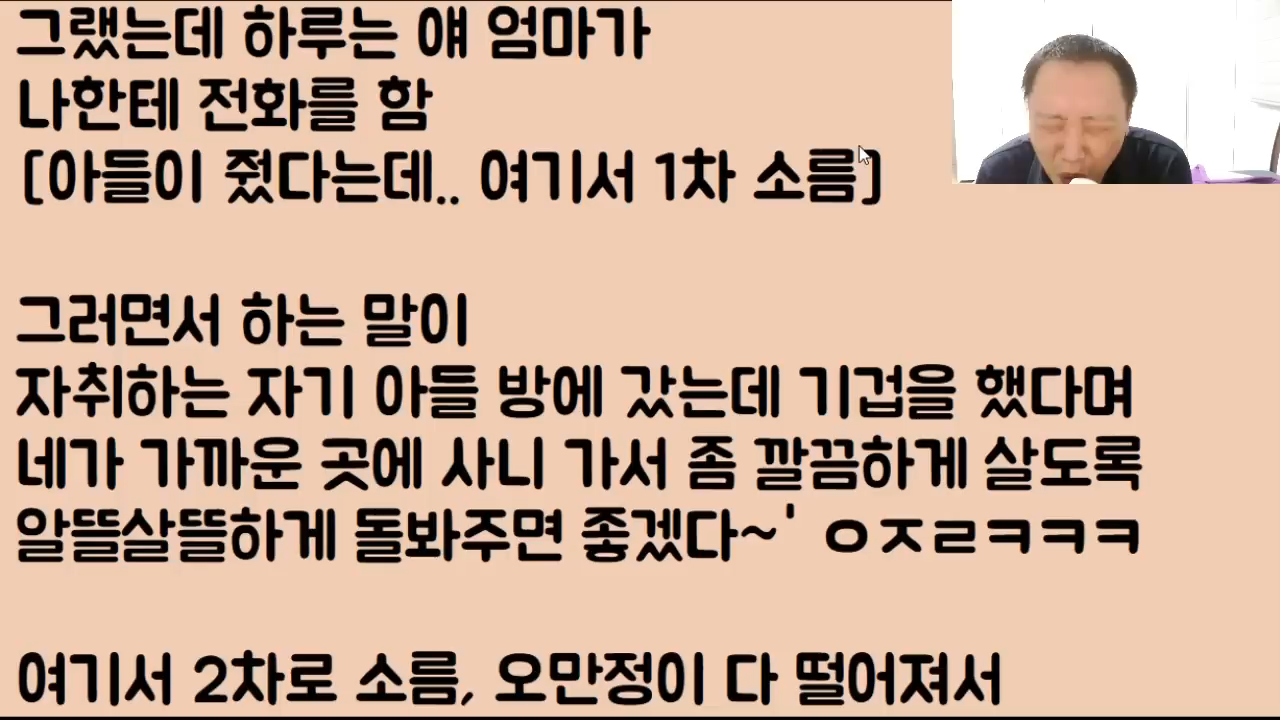 그랬는데 하루는 얘 엄마가
나한테 전화를 함
[아들이 줬다는데.. 여기서 1차 소름]
그러면서 하는 말이
자취하는 자기 아들 방에 갔는데 기겁을 했다며
네가 가까운 곳에 사니 가서 좀 깔끔하게 살도록
알뜰살뜰하게 돌봐주면 좋겠다~' ㅇㅈㄹㅋㅋㅋ
여기서 2차로 소름, 오만정이 다 떨어져서